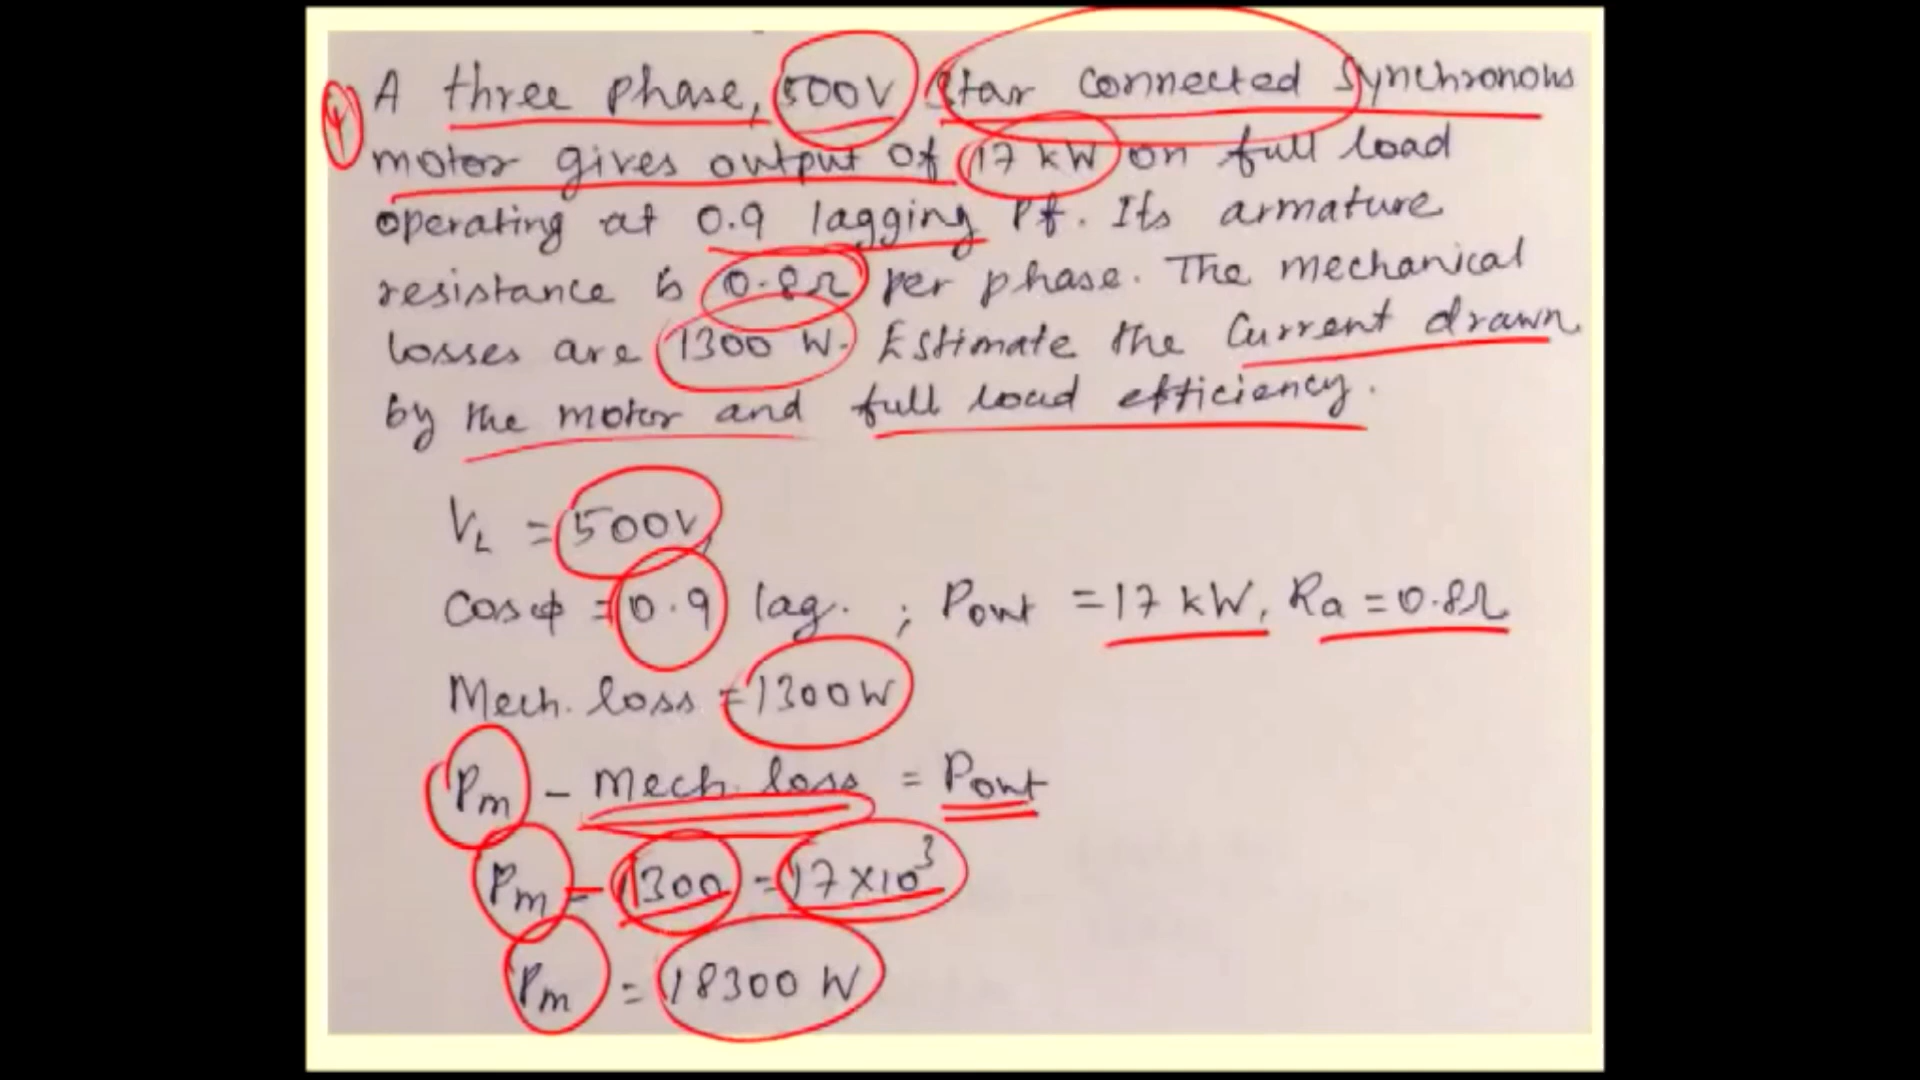 4) A three phase, 500V Star connected Synchronous
motor gives output of 17 kW on full load
operating at 0.9 lagging Pf. Its armature
resistance is 0.8Ω per phase. The mechanical
losses are 1300 W. Estimate the Current drawn
by the motor and full load efficiency.
VL = 500V,
Cosφ = 0.9 lag. ; Pout = 17 kW, Ra = 0.8Ω
Mech. loss = 1300W
Pm - Mech. loss = Pout
Pm - 1300 = 17 X10³
Pm = 18300 W